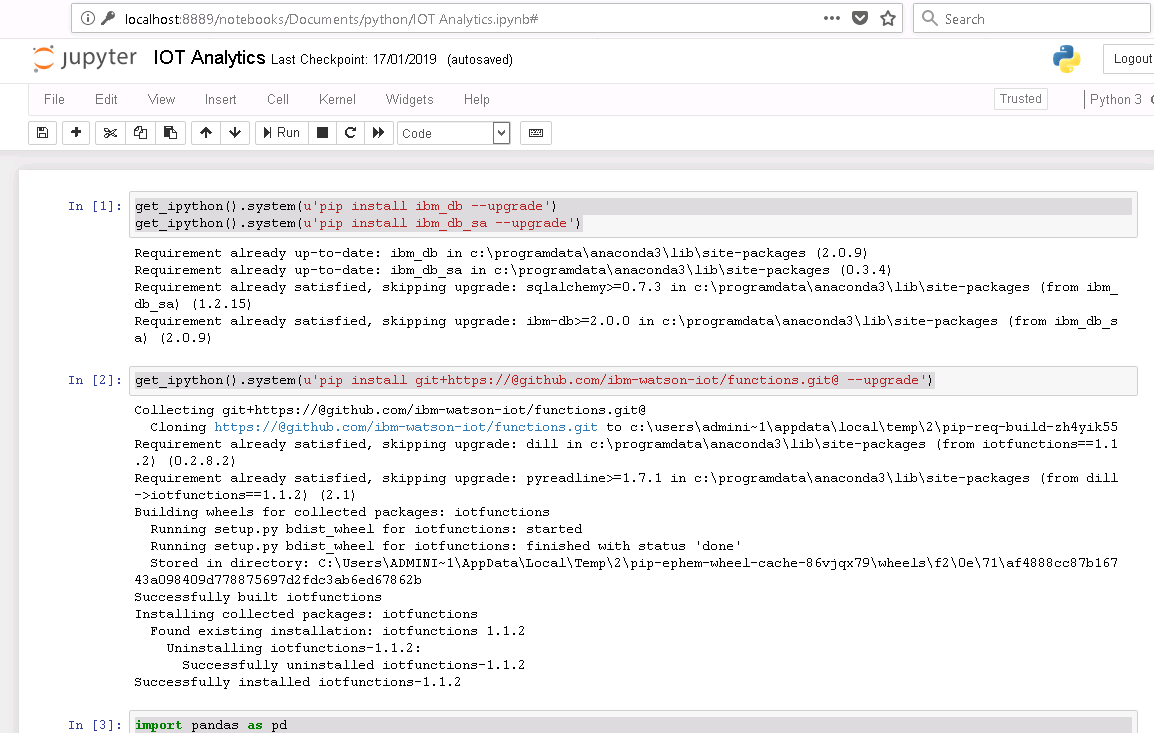 localhost:8889/notebooks/Documents/python/IOT Analytics.ipynb#
Search
jupyter IOT Analytics Last Checkpoint: 17/01/2019 (autosaved)
Logout
File Edit View Insert Cell Kernel Widgets Help
Trusted
Python 3
Run
Code
In [1]: get_ipython().system(u'pip install ibm_db --upgrade')
get_ipython().system(u'pip install ibm_db_sa --upgrade')
Requirement already up-to-date: ibm_db in c:\programdata\anaconda3\lib\site-packages (2.0.9)
Requirement already up-to-date: ibm_db_sa in c:\programdata\anaconda3\lib\site-packages (0.3.4)
Requirement already satisfied, skipping upgrade: sqlalchemy>=0.7.3 in c:\programdata\anaconda3\lib\site-packages (from ibm_
db_sa) (1.2.15)
Requirement already satisfied, skipping upgrade: ibm-db>=2.0.0 in c:\programdata\anaconda3\lib\site-packages (from ibm_db_s
a) (2.0.9)
In [2]: get_ipython().system(u'pip install git+https://@github.com/ibm-watson-iot/functions.git@ --upgrade')
Collecting git+https://@github.com/ibm-watson-iot/functions.git@
Cloning https://@github.com/ibm-watson-iot/functions.git to c:\users\admini~1\appdata\local\temp\2\pip-req-build-zh4yik55
Requirement already satisfied, skipping upgrade: dill in c:\programdata\anaconda3\lib\site-packages (from iotfunctions==1.1
.2) (0.2.8.2)
Requirement already satisfied, skipping upgrade: pyreadline>=1.7.1 in c:\programdata\anaconda3\lib\site-packages (from dill
->iotfunctions==1.1.2) (2.1)
Building wheels for collected packages: iotfunctions
Running setup.py bdist_wheel for iotfunctions: started
Running setup.py bdist_wheel for iotfunctions: finished with status 'done'
Stored in directory: C:\Users\ADMINI~1\AppData\Local\Temp\2\pip-ephem-wheel-cache-86vjqx79\wheels\f2\0e\71\af4888cc87b167
43a098409d778875697d2fdc3ab6ed67862b
Successfully built iotfunctions
Installing collected packages: iotfunctions
Found existing installation: iotfunctions 1.1.2
Uninstalling iotfunctions-1.1.2:
Successfully uninstalled iotfunctions-1.1.2
Successfully installed iotfunctions-1.1.2
In [3]: import pandas as pd